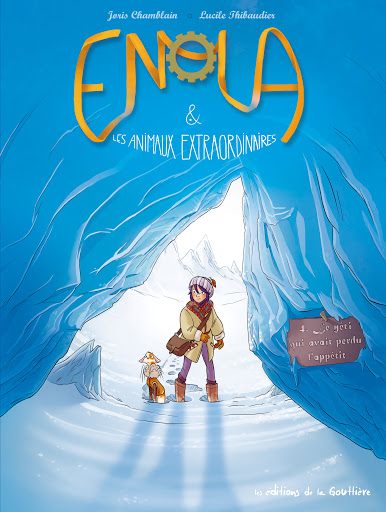 Joris Chamblain Lucile Thibaudier
ENOLA
&
LES ANIMAUX EXTRAORDINAIRES
4. Le yéti
qui avait perdu
l'appétit
les éditions de la Gouttière